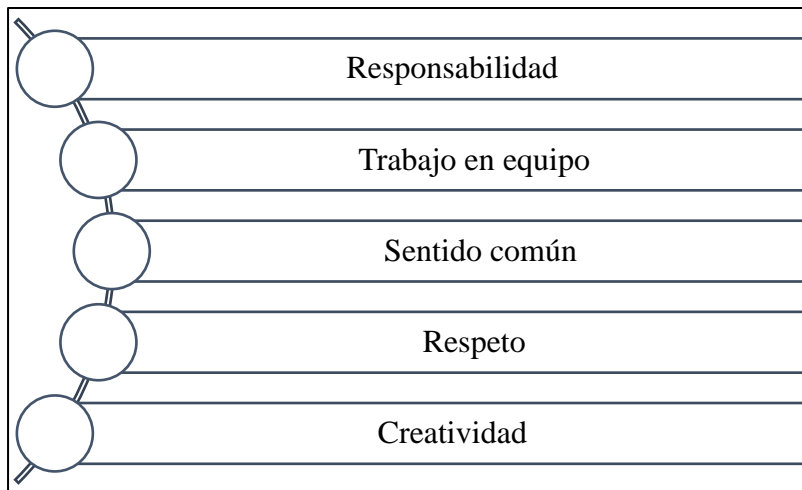 Responsabilidad
Trabajo en equipo
Sentido común
Respeto
Creatividad